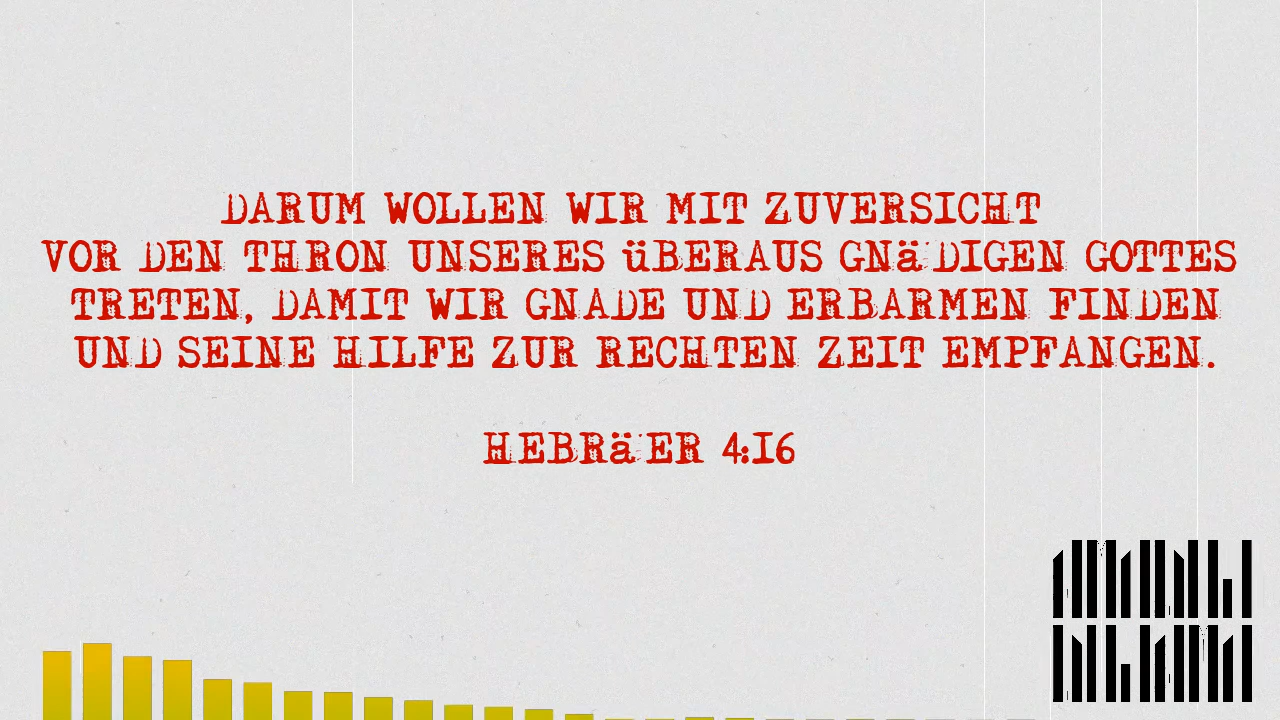 DARUM WOLLEN WIR MIT ZUVERSICHT
VOR DEN THRON UNSERES üBERAUS GNäDIGEN GOTTES
TRETEN, DAMIT WIR GNADE UND ERBARMEN FINDEN
UND SEINE HILFE ZUR RECHTEN ZEIT EMPFANGEN.
HEBRäER 4:16